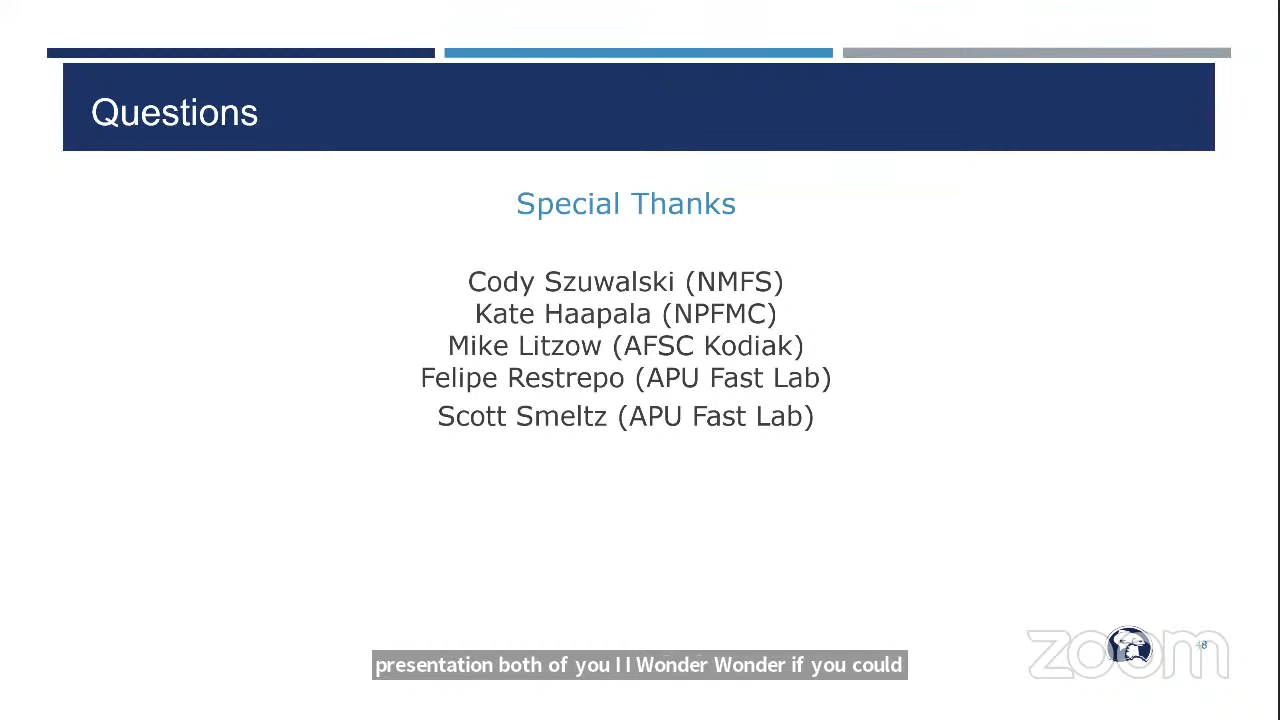 Questions
Special Thanks
Cody Szuwalski (NMFS)
Kate Haapala (NPFMC)
Mike Litzow (AFSC Kodiak)
Felipe Restrepo (APU Fast Lab)
Scott Smeltz (APU Fast Lab)
zoom
48
presentation both of you I I Wonder Wonder if you could